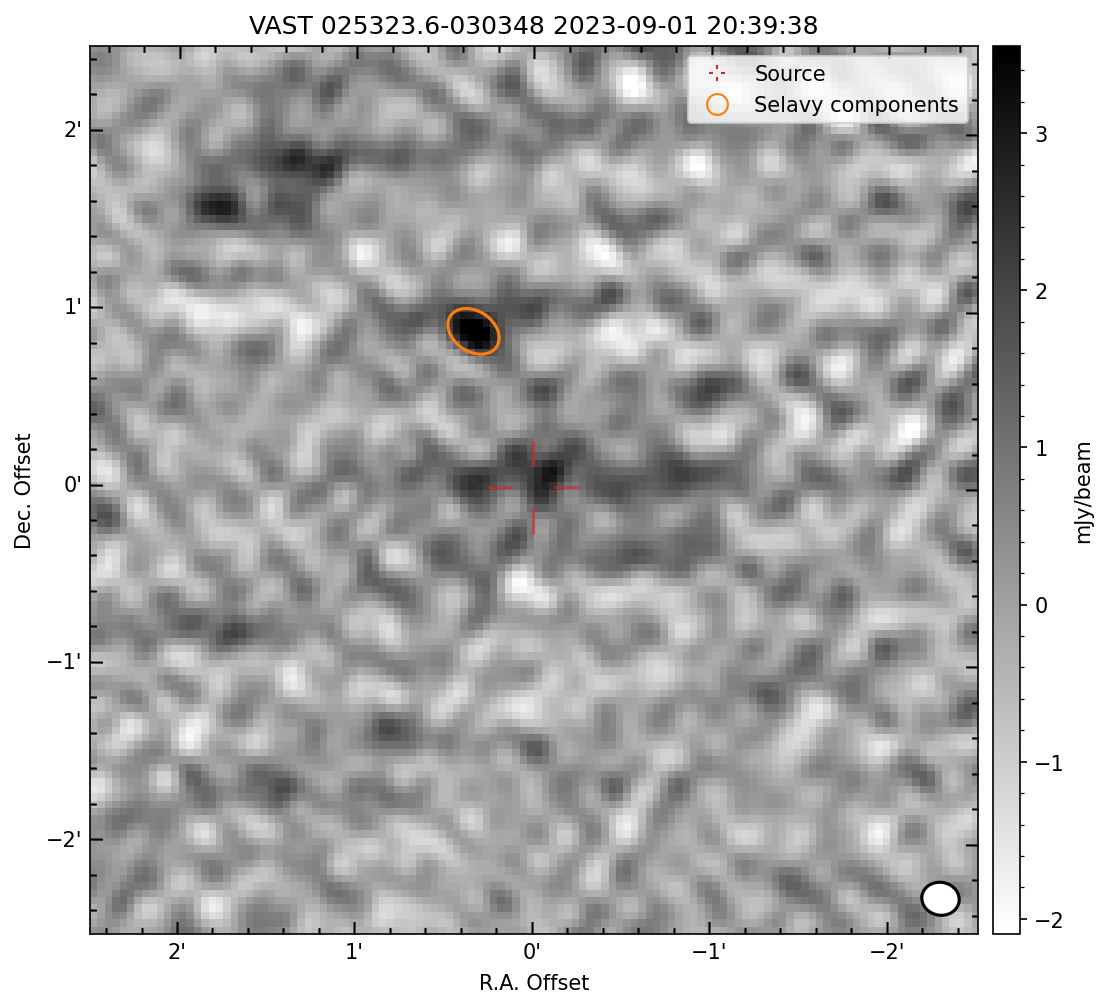 VAST 025323.6-030348 2023-09-01 20:39:38
Source
Selavy components
2'
1'
0'
−1'
−2'
Dec. Offset
2'
1'
0'
−1'
−2'
R.A. Offset
3
2
1
0
−1
−2
mJy/beam